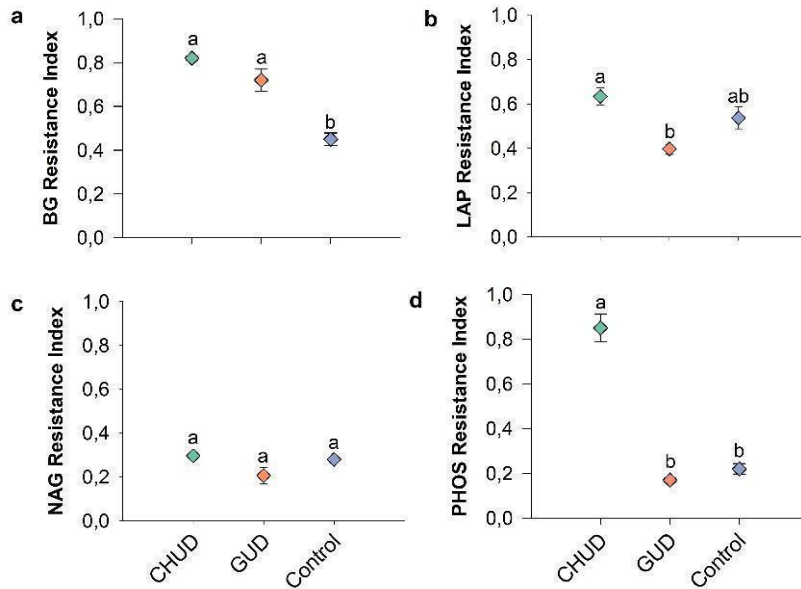 a
BG Resistance Index
1,0
0,8
0,6
0,4
0,2
0,0
a
a
b
b
LAP Resistance Index
1,0
0,8
0,6
0,4
0,2
0,0
a
b
ab
c
NAG Resistance Index
1,0
0,8
0,6
0,4
0,2
0,0
a
a
a
CHUD
GUD
Control
d
PHOS Resistance Index
1,0
0,8
0,6
0,4
0,2
0,0
a
b
b
CHUD
GUD
Control